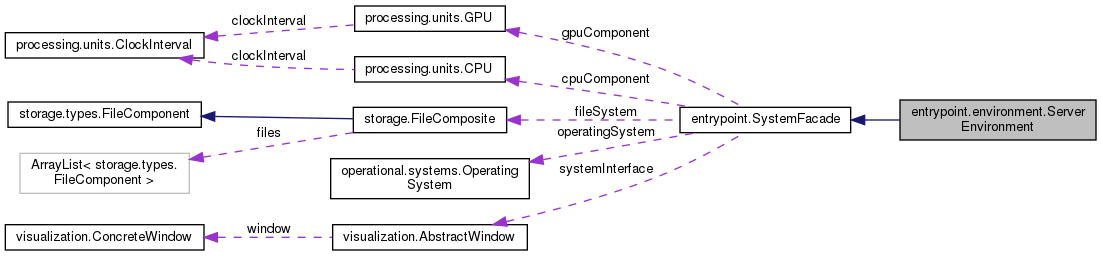 processing.units.GPU
clockInterval
gpuComponent
processing.units.ClockInterval
clockInterval
processing.units.CPU
cpuComponent
storage.types.FileComponent
storage.FileComposite
fileSystem
entrypoint.SystemFacade
entrypoint.environment.Server
Environment
files
operatingSystem
ArrayList< storage.types.
FileComponent >
operational.systems.Operating
System
systemInterface
visualization.ConcreteWindow
window
visualization.AbstractWindow